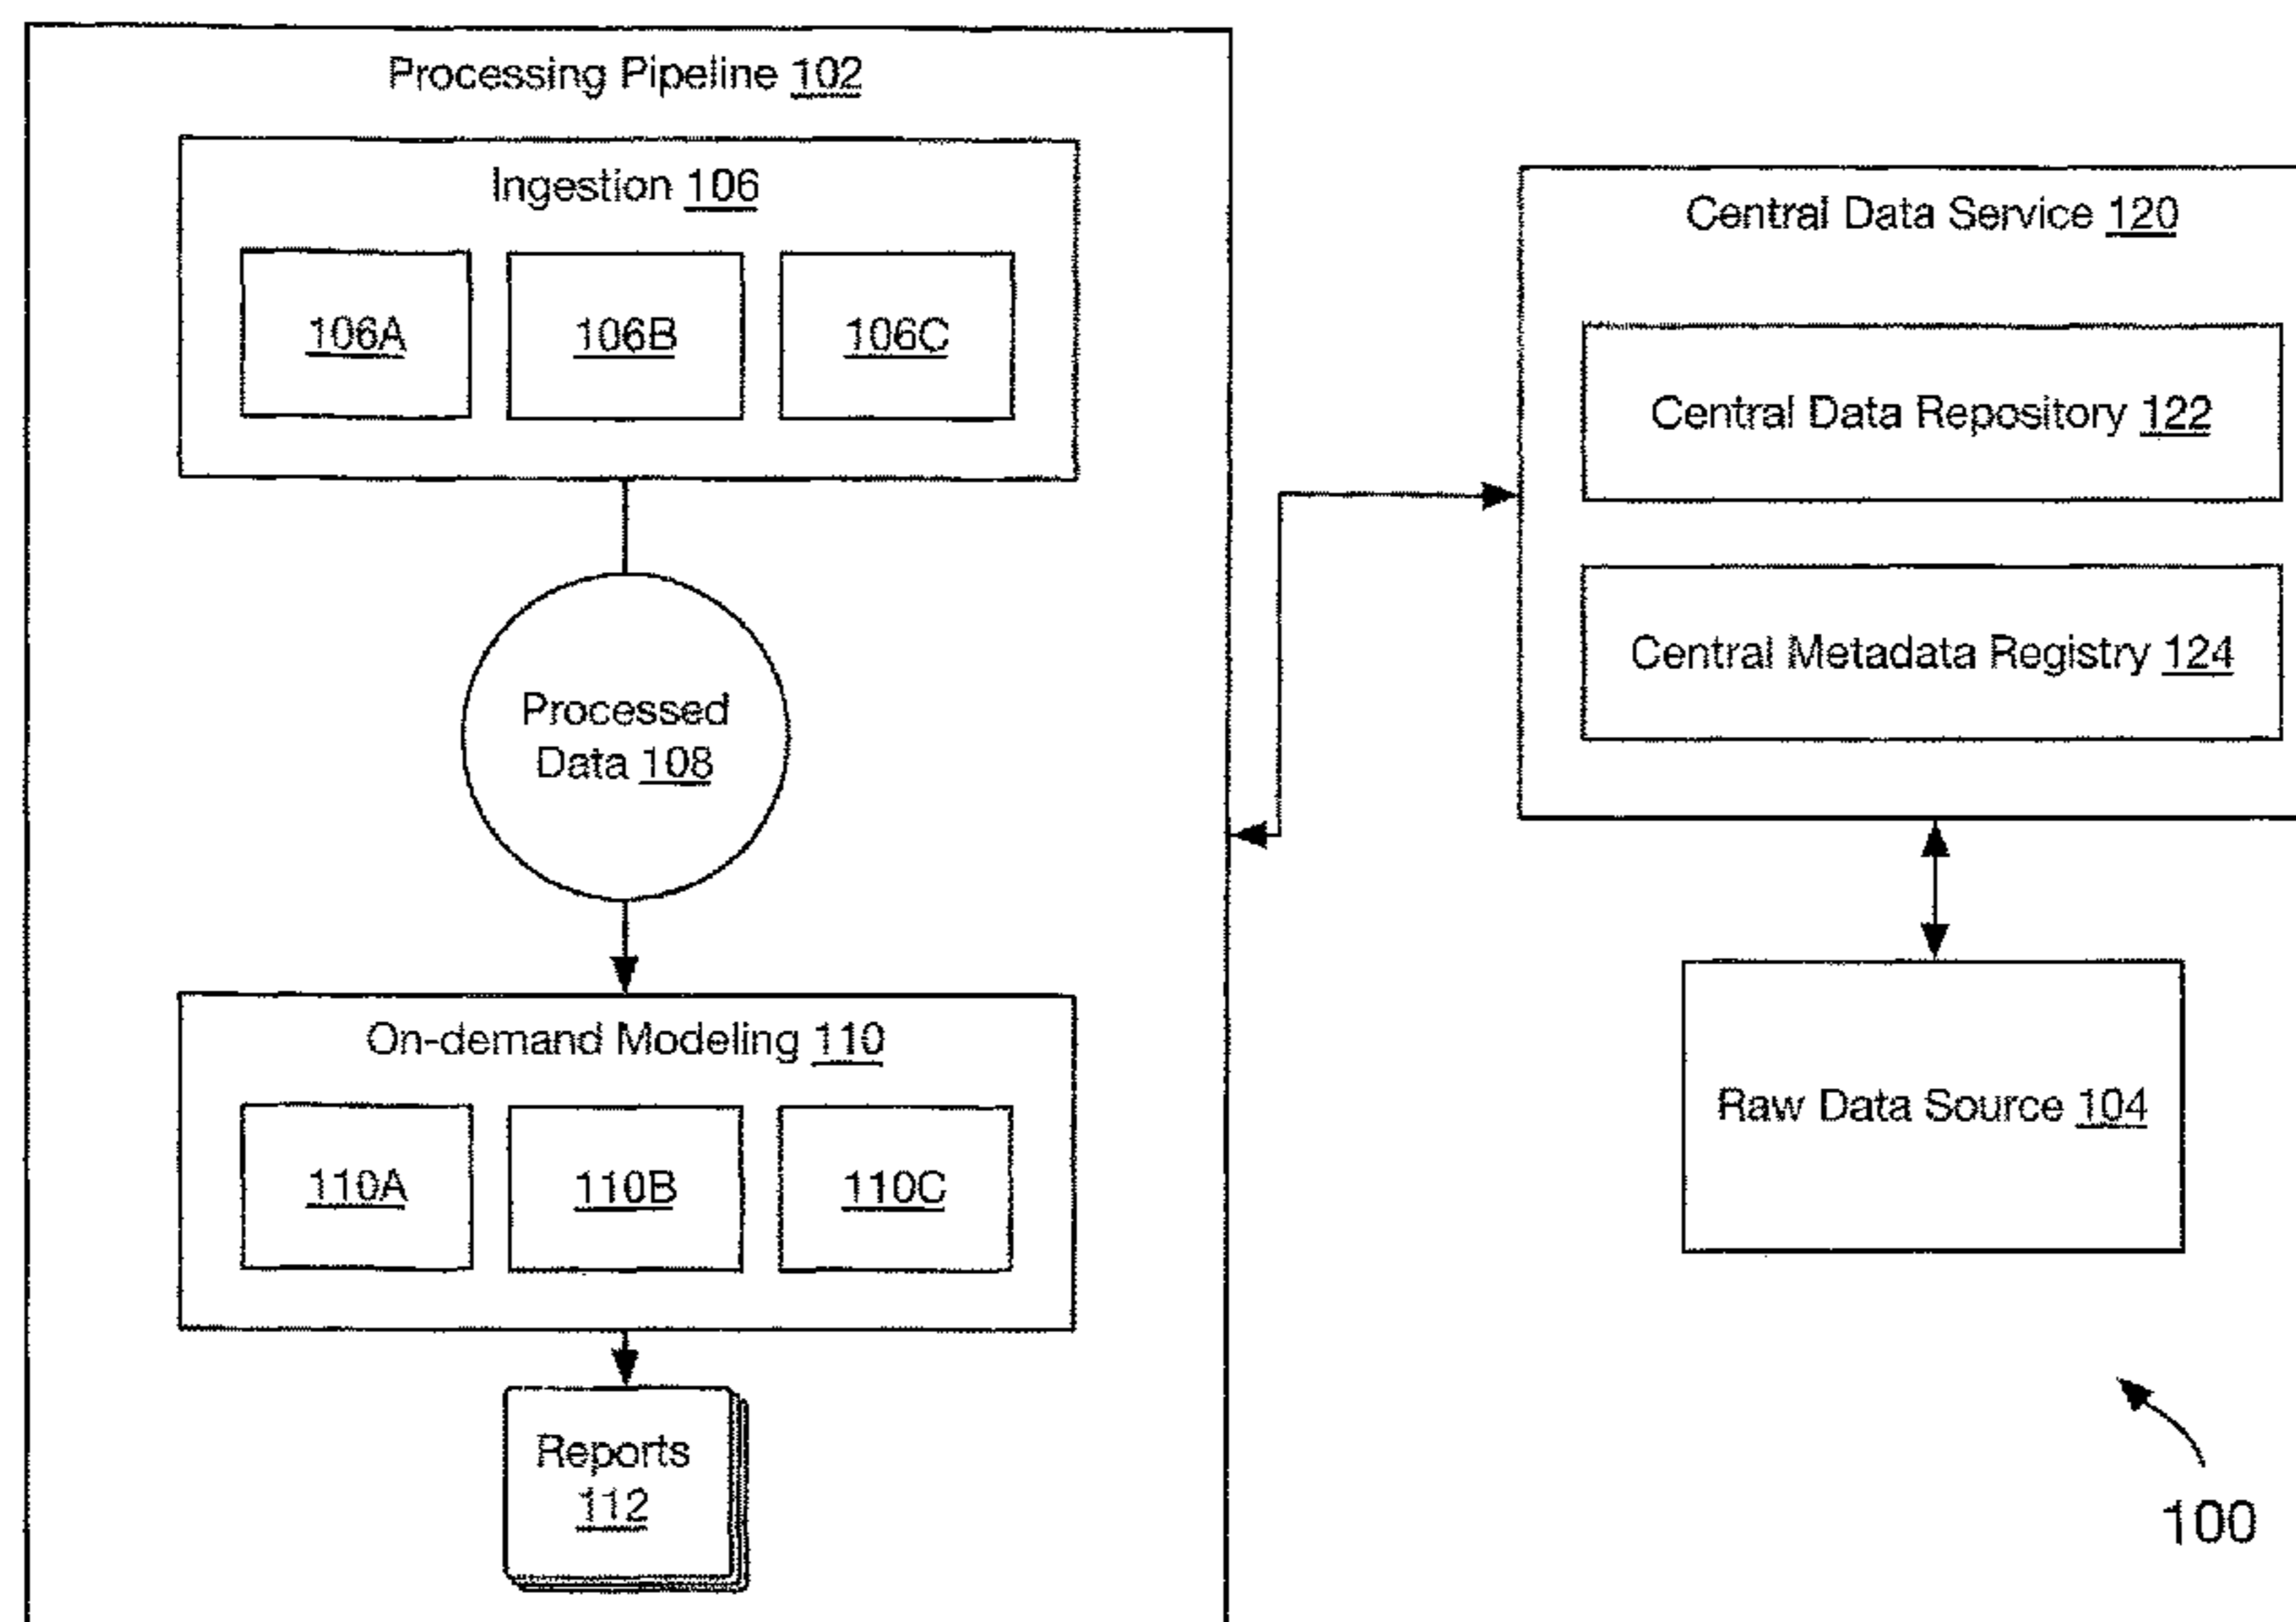 Processing Pipeline 102
Ingestion 106
106A
106B
106C
Processed
Data 108
On-demand Modeling 110
110A
110B
110C
Reports
112
Central Data Service 120
Central Data Repository 122
Central Metadata Registry 124
Raw Data Source 104
100